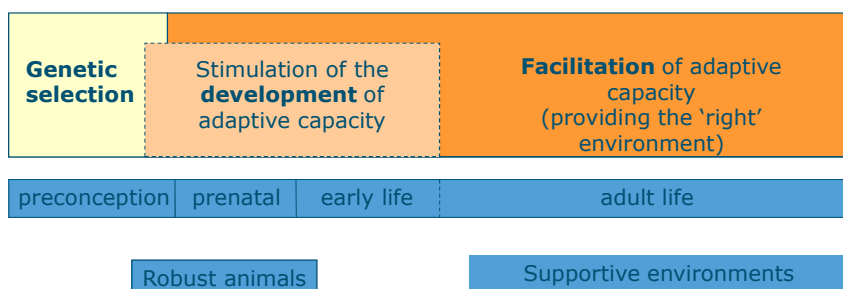 Genetic
selection
Stimulation of the
development of
adaptive capacity
Facilitation of adaptive
capacity
(providing the ‘right’
environment)
preconception
prenatal
early life
adult life
Robust animals
Supportive environments